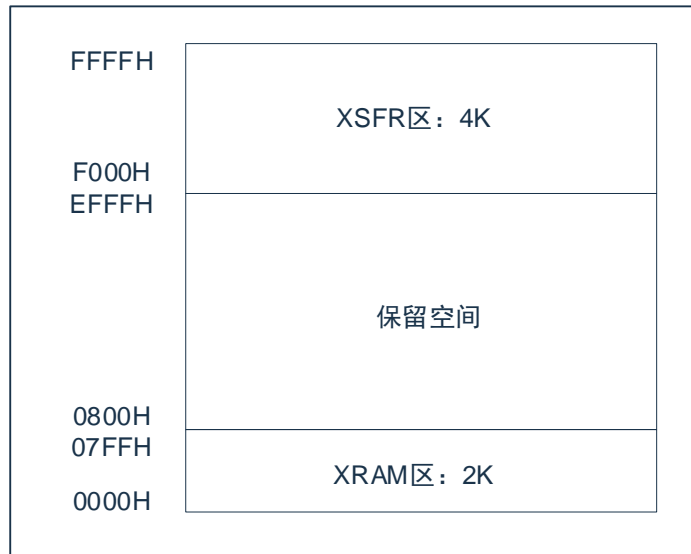 FFFFH
XSFR区：4K
F000H
EFFFH
保留空间
0800H
07FFH
XRAM区：2K
0000H